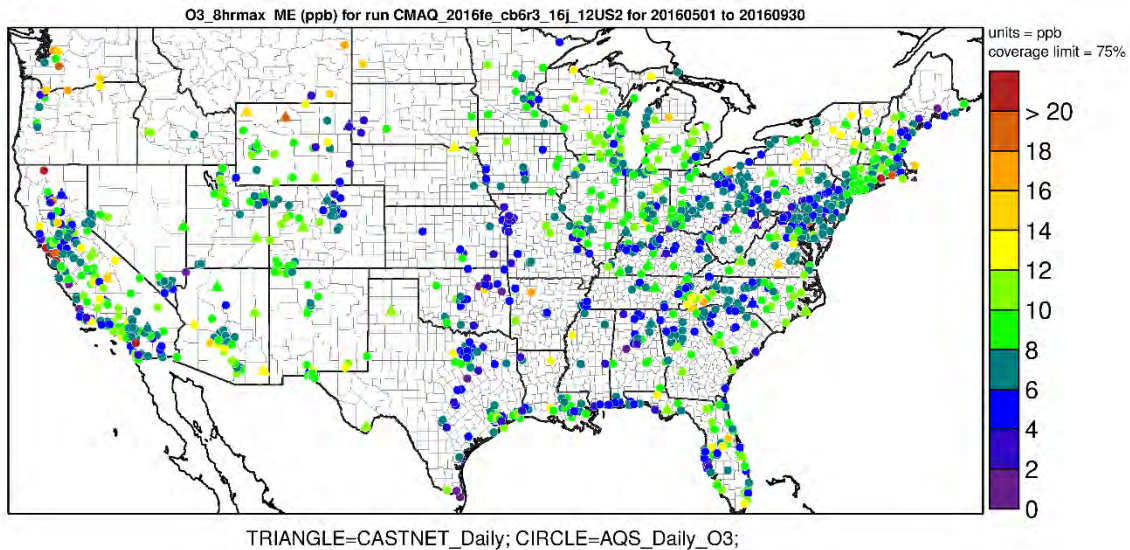 O3_8hrmax ME (ppb) for run CMAQ_2016fe_cb6r3_16j_12US2 for 20160501 to 20160930
units = ppb
coverage limit = 75%
> 20
18
16
14
12
10
8
6
4
2
0
TRIANGLE=CASTNET_Daily; CIRCLE=AQS_Daily_O3;